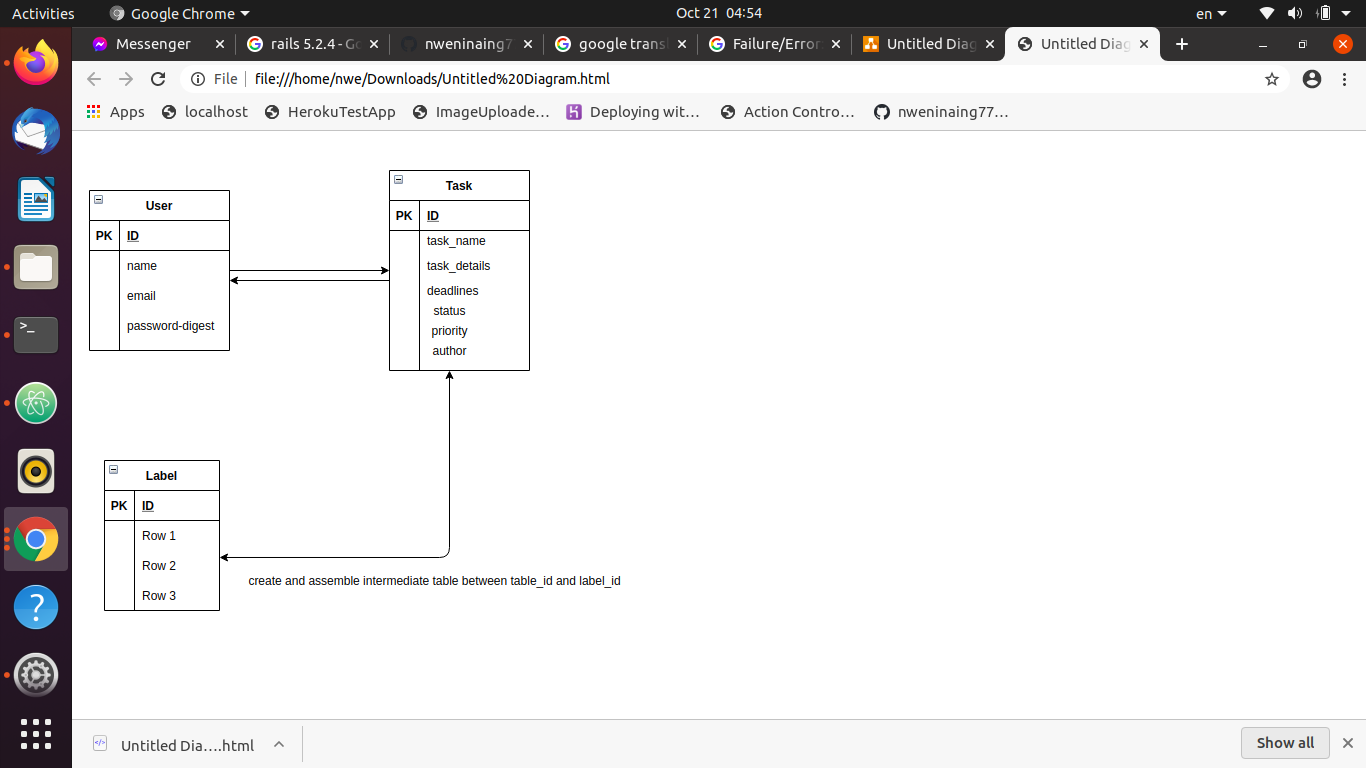 Activities
Google Chrome
Oct 21 04:54
en
Messenger
rails 5.2.4 - Go
nweninaing7
google transl
Failure/Error:
Untitled Diag
Untitled Diag
File
file:///home/nwe/Downloads/Untitled%20Diagram.html
Apps
localhost
HerokuTestApp
ImageUploade...
Deploying wit...
Action Contro...
nweninaing77...
User
PK ID
name
email
password-digest
Task
PK ID
task_name
task_details
deadlines
status
priority
author
Label
PK ID
Row 1
Row 2
Row 3
create and assemble intermediate table between table_id and label_id
Untitled Dia....html
Show all